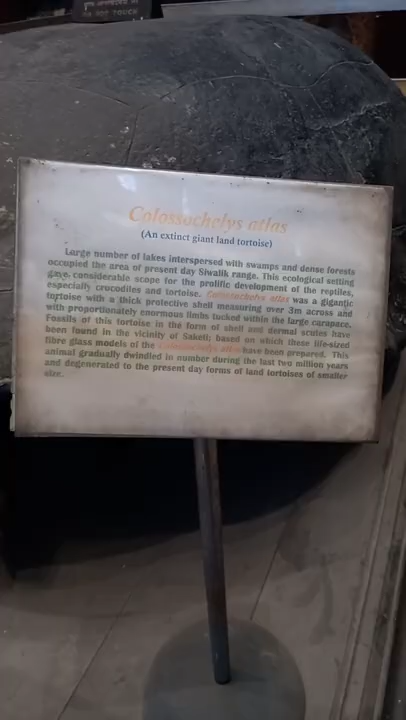 DO NOT TOUCH
Colossochelys atlas
(An extinct giant land tortoise)
Large number of lakes interspersed with swamps and dense forests
occupied the area of present day Siwalik range. This ecological setting
gave, considerable scope for the prolific development of the reptiles,
especially crocodiles and tortoise. Colossochelys atlas was a gigantic
tortoise with a thick protective shell measuring over 3m across and
with proportionately enormous limbs tucked within the large carapace.
Fossils of this tortoise in the form of shell and dermal scutes have
been found in the vicinity of Saketi; based on which these life-sized
fibre glass models of the Colossochelys atlas have been prepared. This
animal gradually dwindled in number during the last two million years
and degenerated to the present day forms of land tortoises of smaller
size.